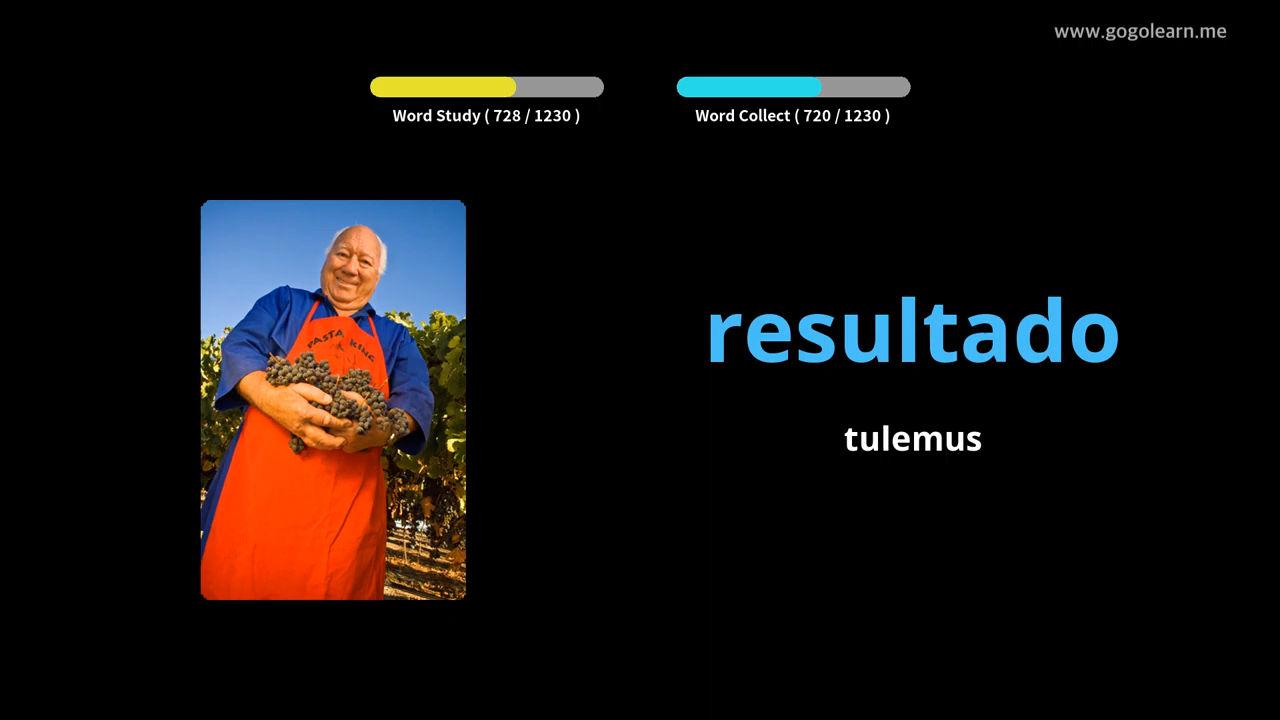 www.gogolearn.me
Word Study ( 728 / 1230 )
Word Collect ( 720 / 1230 )
PASTA KING
resultado
tulemus